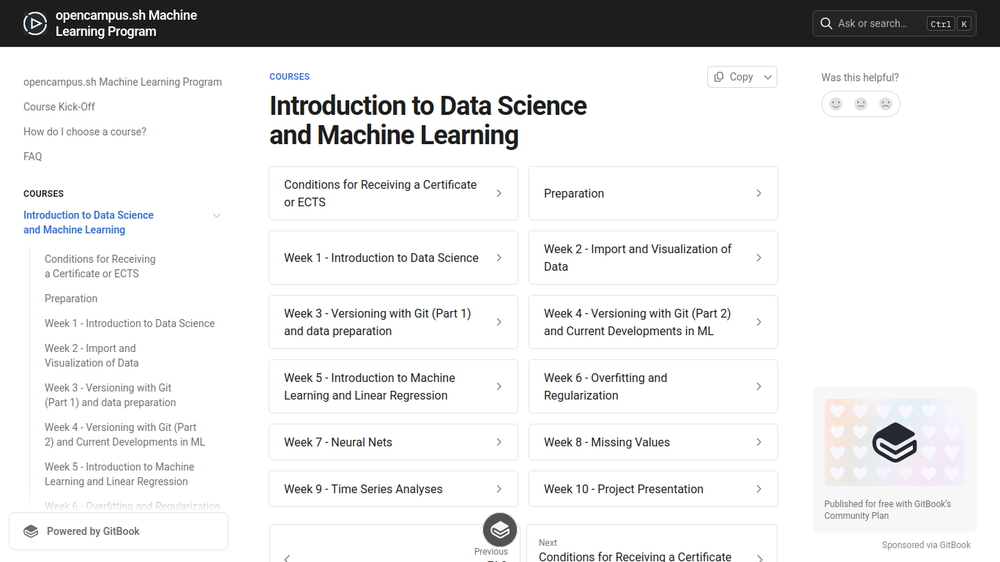 opencampus.sh Machine
Learning Program
Ask or search…
Ctrl
K
opencampus.sh Machine Learning Program
Course Kick-Off
How do I choose a course?
FAQ
COURSES
Introduction to Data Science
and Machine Learning
Conditions for Receiving
a Certificate or ECTS
Preparation
Week 1 - Introduction to Data Science
Week 2 - Import and
Visualization of Data
Week 3 - Versioning with Git
(Part 1) and data preparation
Week 4 - Versioning with Git (Part
2) and Current Developments in ML
Week 5 - Introduction to Machine
Learning and Linear Regression
Week 6 - Overfitting and Regularization
Powered by GitBook
COURSES
Copy
Introduction to Data Science
and Machine Learning
Conditions for Receiving a Certificate
or ECTS
Preparation
Week 1 - Introduction to Data Science
Week 2 - Import and Visualization of
Data
Week 3 - Versioning with Git (Part 1)
and data preparation
Week 4 - Versioning with Git (Part 2)
and Current Developments in ML
Week 5 - Introduction to Machine
Learning and Linear Regression
Week 6 - Overfitting and
Regularization
Week 7 - Neural Nets
Week 8 - Missing Values
Week 9 - Time Series Analyses
Week 10 - Project Presentation
Previous
FAQ
Next
Conditions for Receiving a Certificate
Was this helpful?
Published for free with GitBook's
Community Plan
Sponsored via GitBook